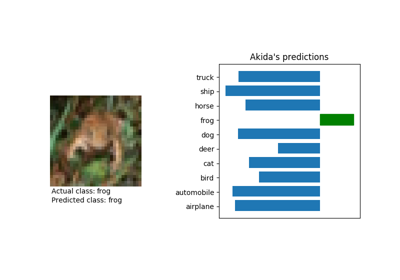 Akida's predictions
truck
ship
horse
frog
dog
deer
cat
bird
automobile
airplane
Actual class: frog
Predicted class: frog